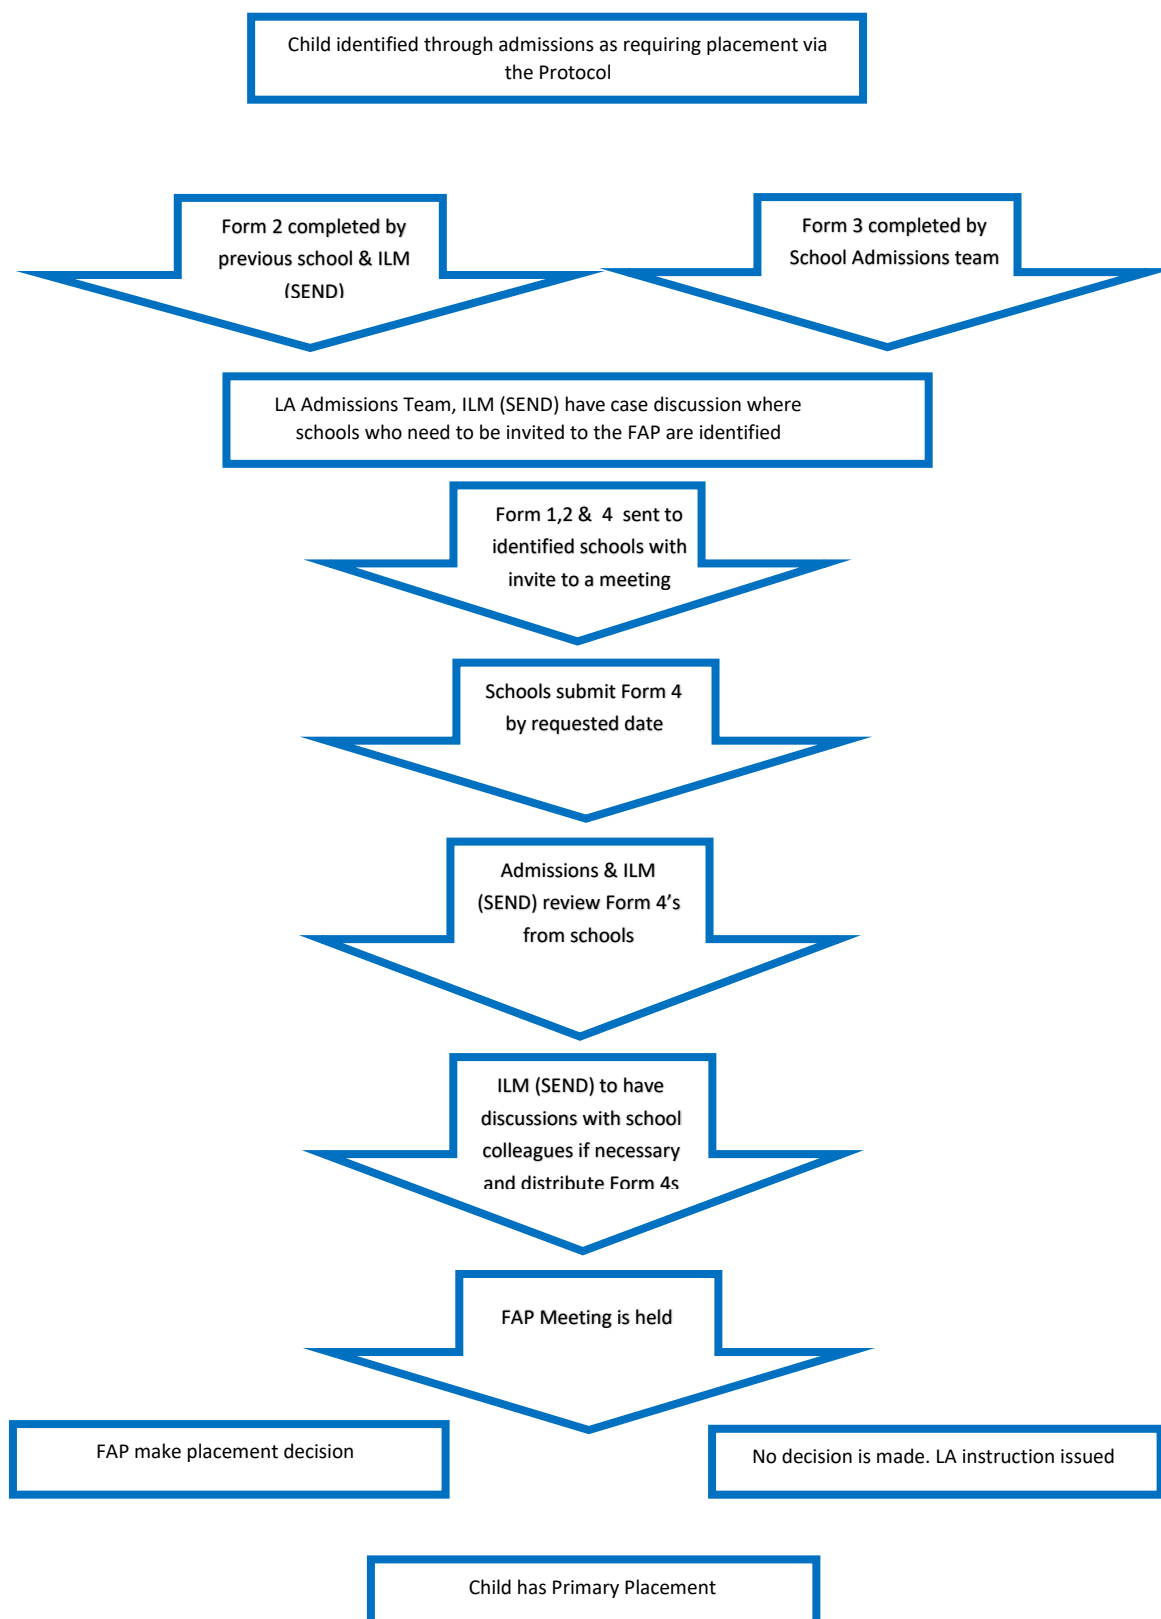 Child identified through admissions as requiring placement via
the Protocol
Form 2 completed by
previous school & ILM
(SEND)
Form 3 completed by
School Admissions team
LA Admissions Team, ILM (SEND) have case discussion where
schools who need to be invited to the FAP are identified
Form 1,2 &  4  sent to
identified schools with
invite to a meeting
Schools submit Form 4
by requested date
Admissions & ILM
(SEND) review Form 4’s
from schools
ILM (SEND) to have
discussions with school
colleagues if necessary
and distribute Form 4s
FAP Meeting is held
FAP make placement decision
No decision is made. LA instruction issued
Child has Primary Placement